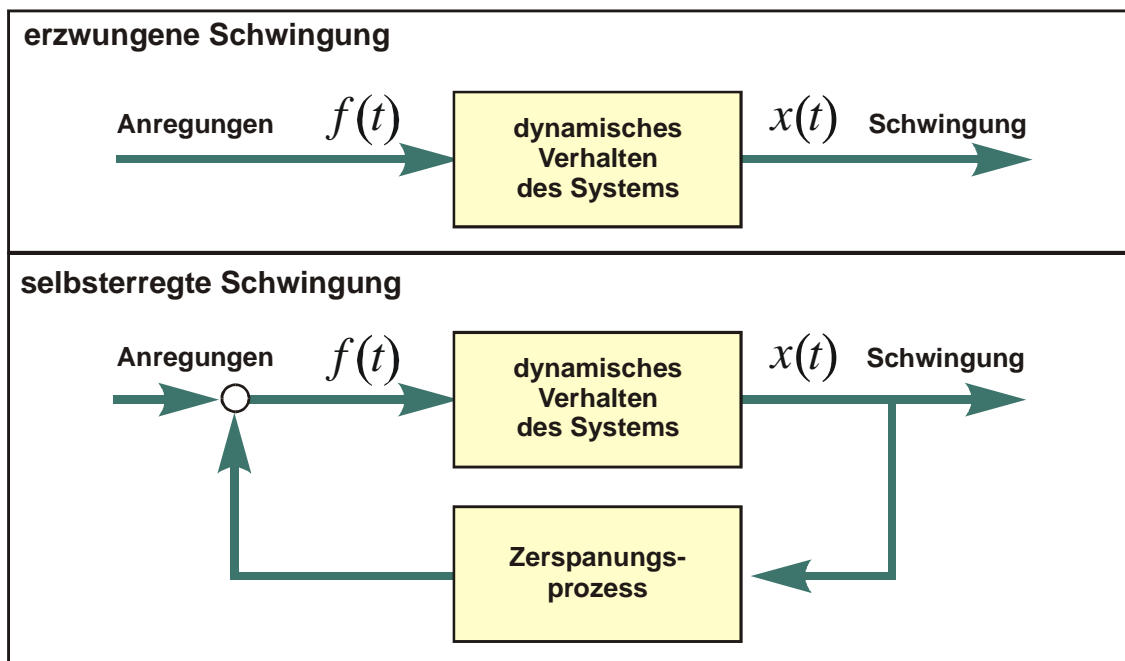 erzwungene Schwingung
Anregungen
f(t)
dynamisches
Verhalten
des Systems
x(t)
Schwingung
selbsterregte Schwingung
Anregungen
f(t)
dynamisches
Verhalten
des Systems
x(t)
Schwingung
Zerspanungs-
prozess